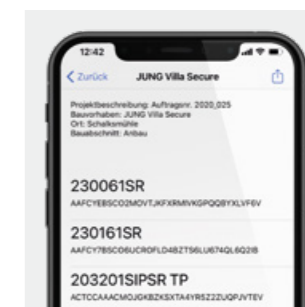 12:42
Zurück JUNG Villa Secure
Projektbeschreibung: Auftragsnr. 2020_025
Bauvorhaben: JUNG Villa Secure
Ort: Schalksmühle
Bauabschnitt: Anbau
230061SR
230161SR
203201SIPSR TP